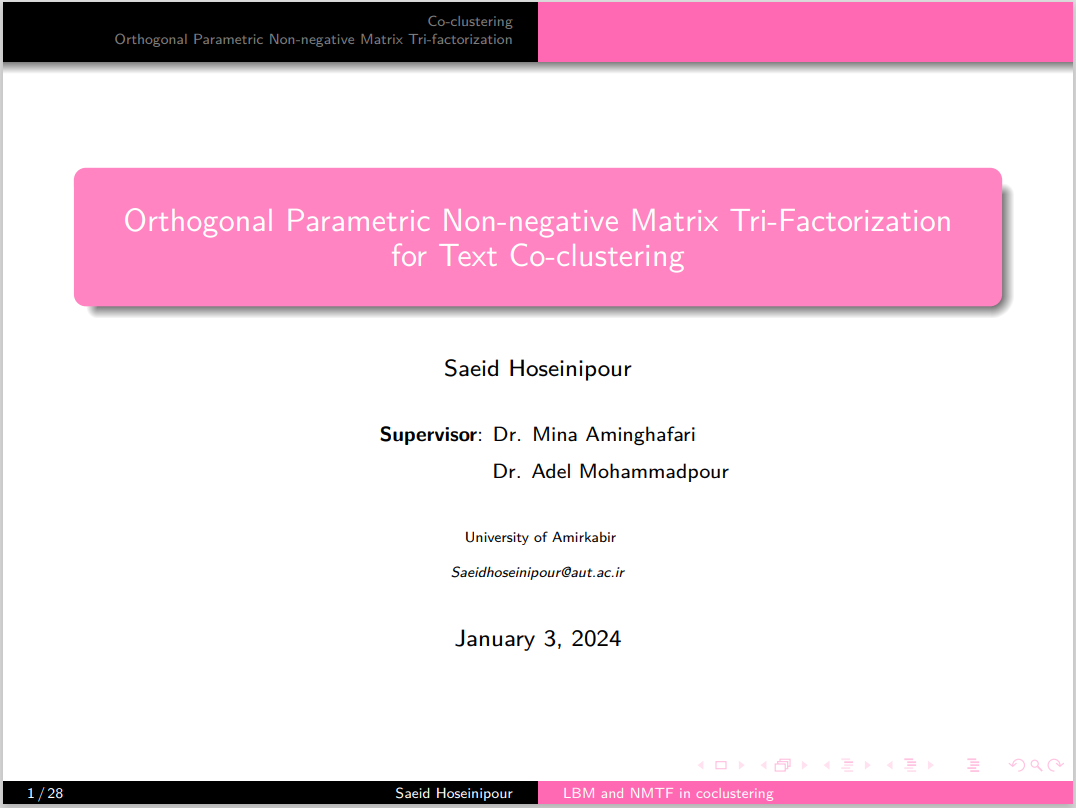 Co-clustering
Orthogonal Parametric Non-negative Matrix Tri-factorization
Orthogonal Parametric Non-negative Matrix Tri-Factorization
for Text Co-clustering
Saeid Hoseinipour
Supervisor: Dr. Mina Aminghafari
Dr. Adel Mohammadpour
University of Amirkabir
Saeidhoseinipour@aut.ac.ir
January 3, 2024
1 / 28 Saeid Hoseinipour LBM and NMTF in coclustering